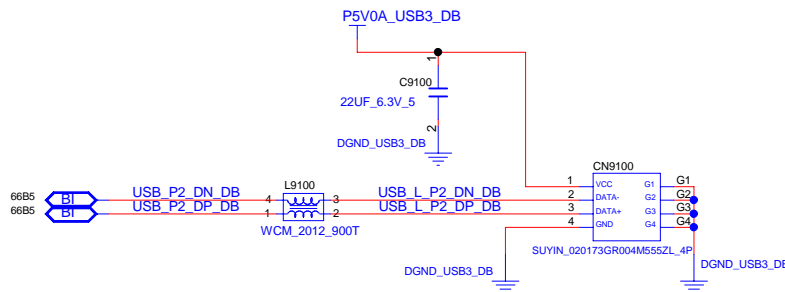 P5V0A_USB3_DB
1
C9100
22UF_6.3V_5
2
DGND_USB3_DB
CN9100
1 VCC G1 G1
2 DATA- G2 G2
3 DATA+ G3 G3
4 GND G4 G4
SUYIN_020173GR004M555ZL_4P
66B5 BI USB_P2_DN_DB 4 L9100 3 USB_L_P2_DN_DB
66B5 BI USB_P2_DP_DB 1 2 USB_L_P2_DP_DB
WCM_2012_900T
DGND_USB3_DB
DGND_USB3_DB